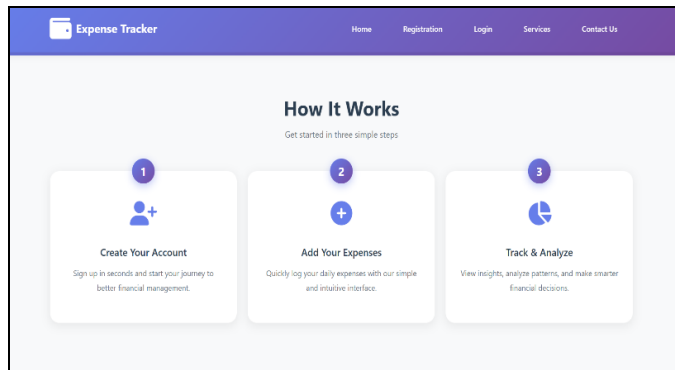 Expense Tracker
Home
Registration
Login
Services
Contact Us
How It Works
Get started in three simple steps
1
Create Your Account
Sign up in seconds and start your journey to
better financial management.
2
Add Your Expenses
Quickly log your daily expenses with our simple
and intuitive interface.
3
Track & Analyze
View insights, analyze patterns, and make smarter
financial decisions.